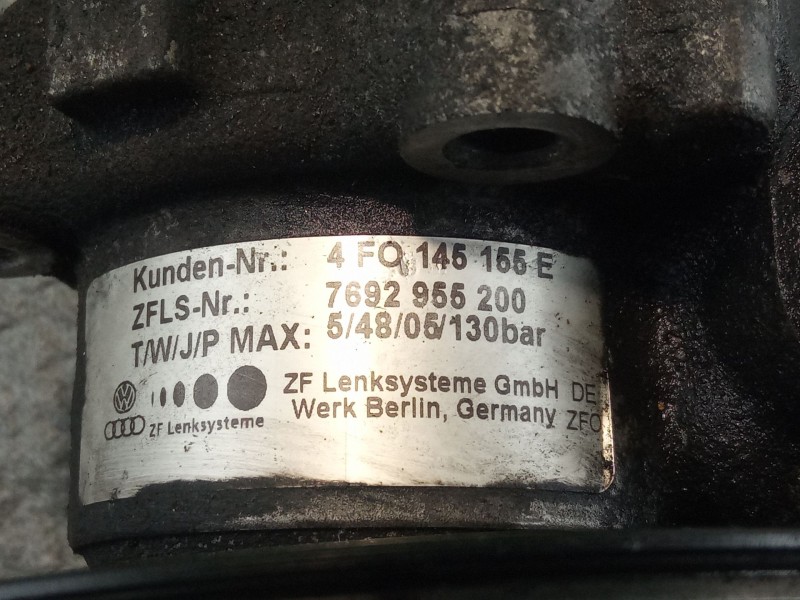 Kunden-Nr.: 4 FO 145 155 E
ZFLS-Nr.: 7692 955 200
T/W/J/P MAX: 5/48/05/130bar
ZF Lenksysteme GmbH DE
Werk Berlin, Germany ZFO
ZF Lenksysteme